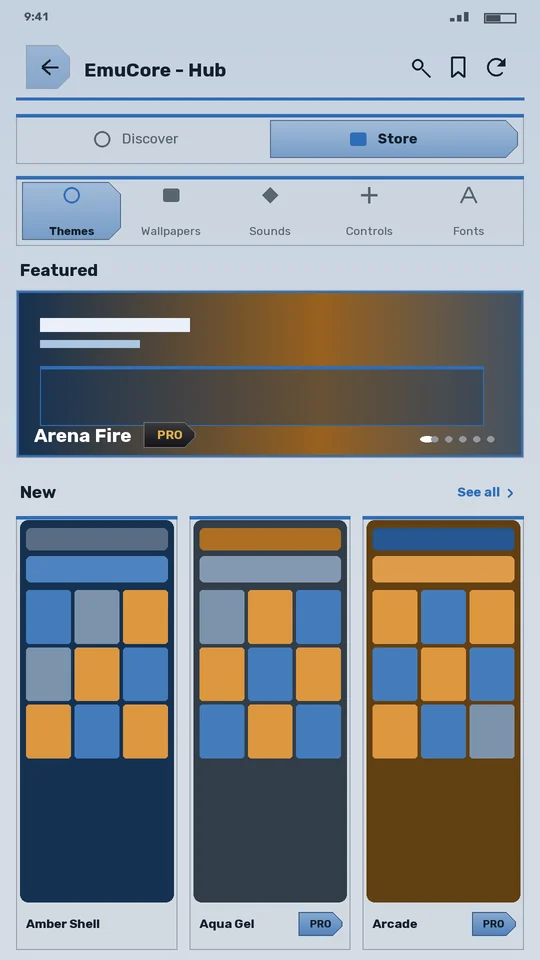 9:41
EmuCore - Hub
Discover
Store
Themes
Wallpapers
Sounds
Controls
Fonts
Featured
Arena Fire
PRO
New
See all
Amber Shell
Aqua Gel
PRO
Arcade
PRO